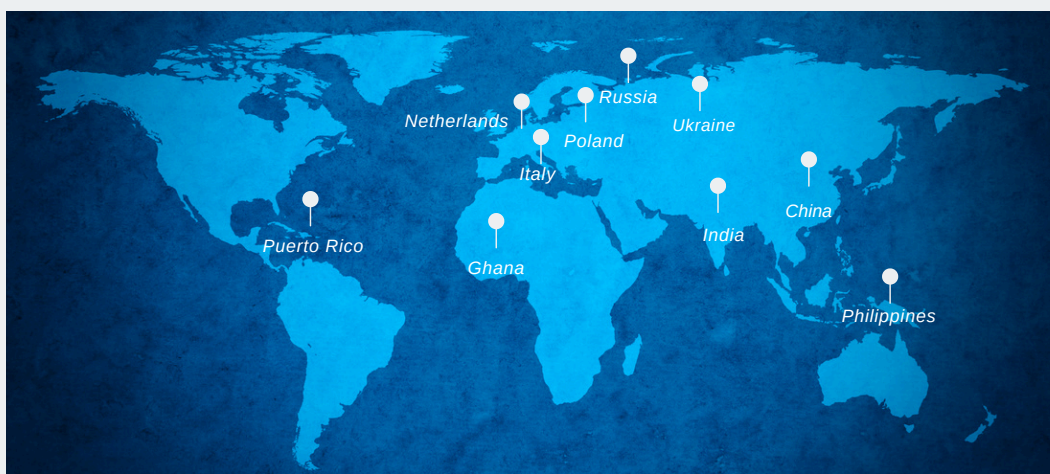 Russia
Netherlands
Ukraine
Poland
Italy
China
India
Puerto Rico
Ghana
Philippines